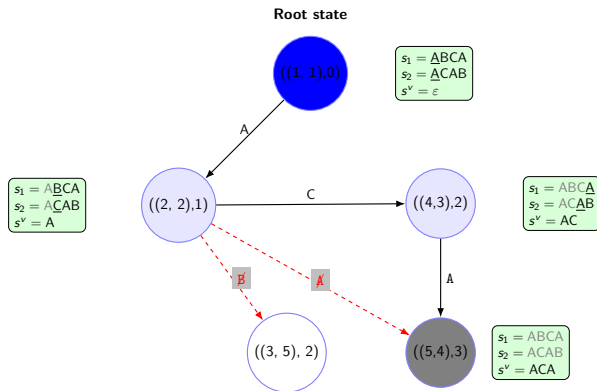 Root state
((1, 1),0)
s₁ = ABCA
s₂ = ACAB
sᵛ = ε
A
s₁ = ABCA
s₂ = ACAB
sᵛ = A
((2, 2),1)
C
((4,3),2)
s₁ = ABCA
s₂ = ACAB
sᵛ = AC
B
A
A
((3, 5), 2)
((5,4),3)
s₁ = ABCA
s₂ = ACAB
sᵛ = ACA